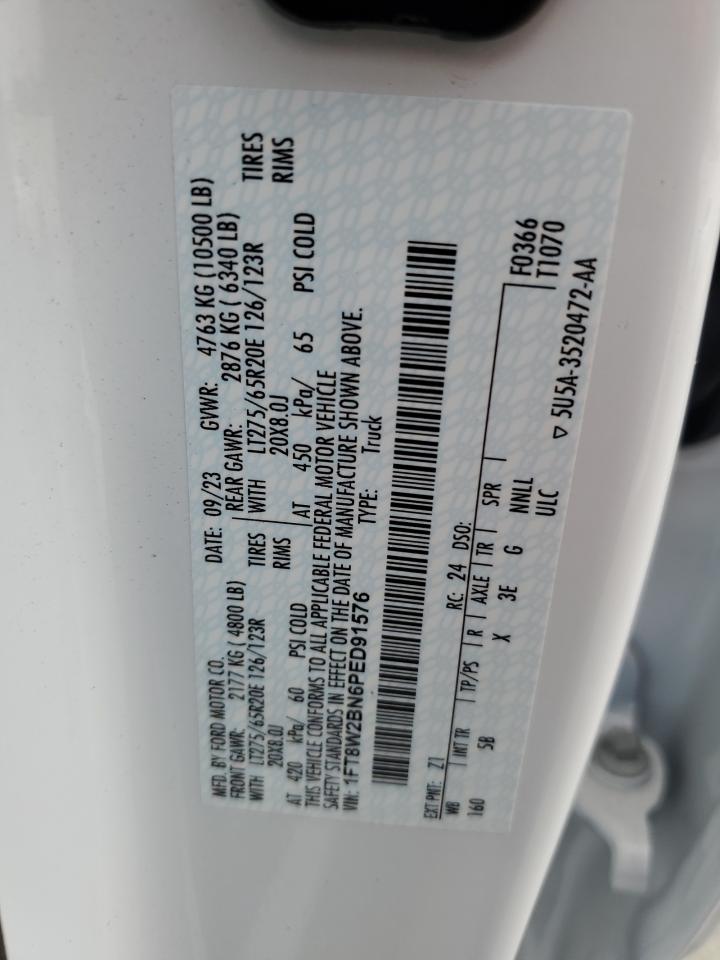 MFD. BY FORD MOTOR CO. DATE: 09/23 GVWR: 4763 KG (10500 LB)
FRONT GAWR: 2177 KG ( 4800 LB) REAR GAWR: 2876 KG ( 6340 LB)
WITH LT275/65R20E 126/123R TIRES WITH LT275/65R20E 126/123R TIRES
20X8.0J RIMS 20X8.0J RIMS
AT 420 kPa/ 60 PSI COLD AT 450 kPa/ 65 PSI COLD
THIS VEHICLE CONFORMS TO ALL APPLICABLE FEDERAL MOTOR VEHICLE
SAFETY STANDARDS IN EFFECT ON THE DATE OF MANUFACTURE SHOWN ABOVE.
VIN: 1FT8W2BN6PED91576 TYPE: Truck
EXT PNT: Z1 RC: 24 DSO:
WB INT TR TP/PS R AXLE TR SPR F0366
160 5B X 3E G NNLL T1070
ULC
▽ 5U5A-3520472-AA